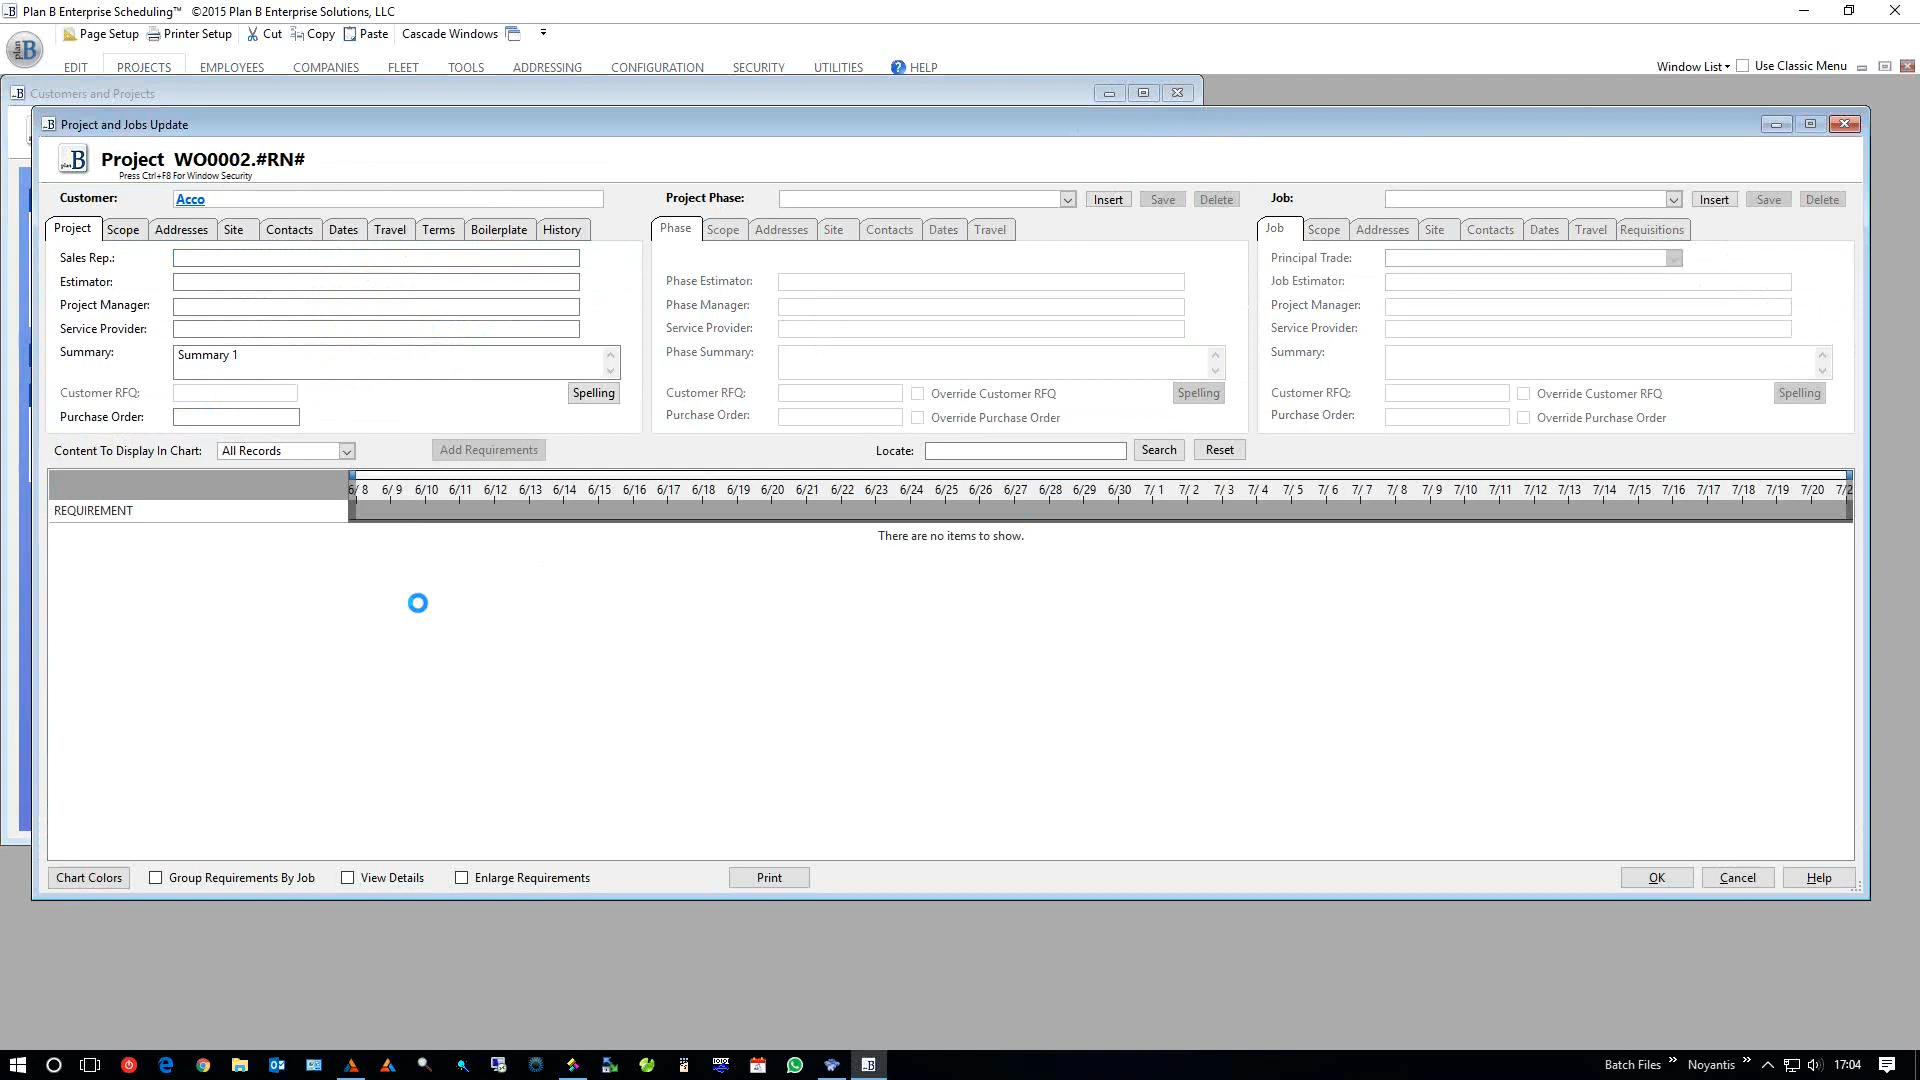 Plan B Enterprise Scheduling™ ©2015 Plan B Enterprise Solutions, LLC
Page Setup Printer Setup Cut Copy Paste Cascade Windows
plan B
EDIT PROJECTS EMPLOYEES COMPANIES FLEET TOOLS ADDRESSING CONFIGURATION SECURITY UTILITIES HELP Window List Use Classic Menu
Customers and Projects
Project and Jobs Update
plan B Project WO0002.#RN#
Press Ctrl+F8 For Window Security
Customer: Acco Project Phase: Insert Save Delete Job: Insert Save Delete
Project Scope Addresses Site Contacts Dates Travel Terms Boilerplate History Phase Scope Addresses Site Contacts Dates Travel Job Scope Addresses Site Contacts Dates Travel Requisitions
Sales Rep.: Principal Trade:
Estimator: Phase Estimator: Job Estimator:
Project Manager: Phase Manager: Project Manager:
Service Provider: Service Provider: Service Provider:
Summary: Summary 1 Phase Summary: Summary:
Customer RFQ: Spelling Customer RFQ: Override Customer RFQ Spelling Customer RFQ: Override Customer RFQ Spelling
Purchase Order: Purchase Order: Override Purchase Order Purchase Order: Override Purchase Order
Content To Display In Chart: All Records Add Requirements Locate: Search Reset
6/ 8 6/ 9 6/10 6/11 6/12 6/13 6/14 6/15 6/16 6/17 6/18 6/19 6/20 6/21 6/22 6/23 6/24 6/25 6/26 6/27 6/28 6/29 6/30 7/ 1 7/ 2 7/ 3 7/ 4 7/ 5 7/ 6 7/ 7 7/ 8 7/ 9 7/10 7/11 7/12 7/13 7/14 7/15 7/16 7/17 7/18 7/19 7/20 7/2
REQUIREMENT
There are no items to show.
Chart Colors Group Requirements By Job View Details Enlarge Requirements Print OK Cancel Help
Batch Files Noyantis 17:04